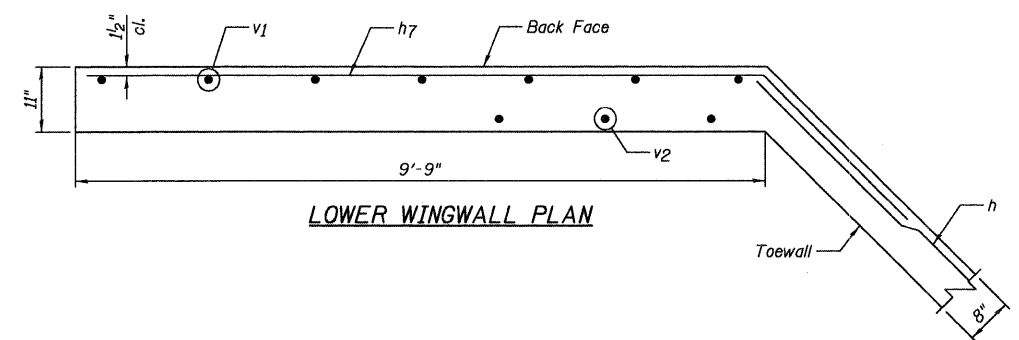 1½" cl.
v1
h7
Back Face
11"
v2
9'-9"
LOWER WINGWALL PLAN
h
Toewall
8"